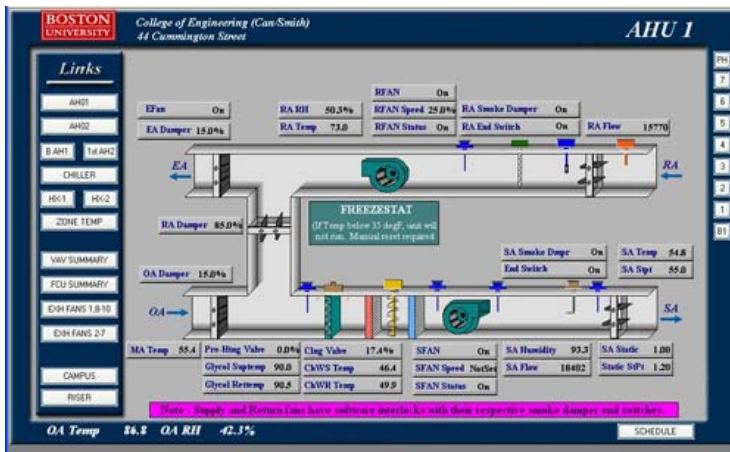 BOSTON
UNIVERSITY
College of Engineering (Can/Smith)
44 Cummington Street
AHU 1
Links
AH01
AH02
B AH1 1st AH2
CHILLER
HX-1 HX-2
ZONE TEMP
VAV SUMMARY
FCU SUMMARY
EXH FANS 1,8-10
EXH FANS 2-7
CAMPUS
RISER
PH
7
6
5
4
3
2
1
B1
EFan On
EA Damper 15.0%
RA RH 50.3%
RA Temp 73.0
RFAN On
RFAN Speed 25.0%
RFAN Status On
RA Smoke Damper On
RA End Switch On
RA Flow 15770
EA
RA
RA Damper 85.0%
FREEZESTAT
(If Temp below 35 degF, unit will
not run. Manual reset required
OA Damper 15.0%
SA Smoke Dmpr On
End Switch On
SA Temp 54.8
SA Stpt 55.0
OA
SA
MA Temp 55.4
Pre-Htng Valve 0.0%
Glycol Suptemp 90.0
Glycol Rettemp 90.5
Clng Valve 17.4%
ChWS Temp 46.4
ChWR Temp 49.9
SFAN On
SFAN Speed NotSet
SFAN Status On
SA Humidity 93.3
SA Flow 18402
SA Static 1.00
Static StPt 1.20
Note : Supply and Return fans have software interlocks with their respective smoke damper end switches.
OA Temp 86.8 OA RH 42.3%
SCHEDULE